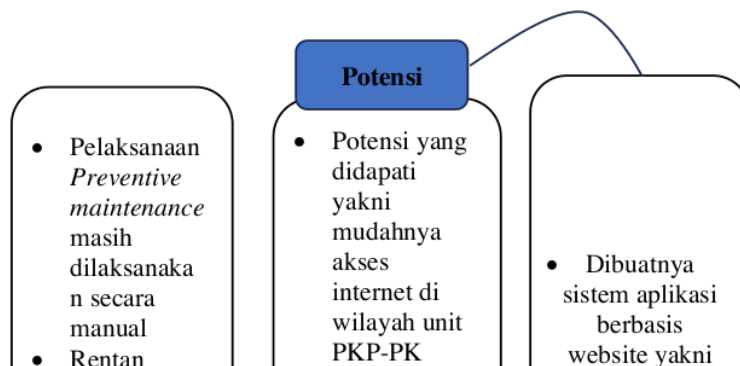 Potensi
• Pelaksanaan
Preventive
maintenance
masih
dilaksanaka
n secara
manual
• Rentan
• Potensi yang
didapati
yakni
mudahnya
akses
internet di
wilayah unit
PKP-PK
• Dibuatnya
sistem aplikasi
berbasis
website yakni